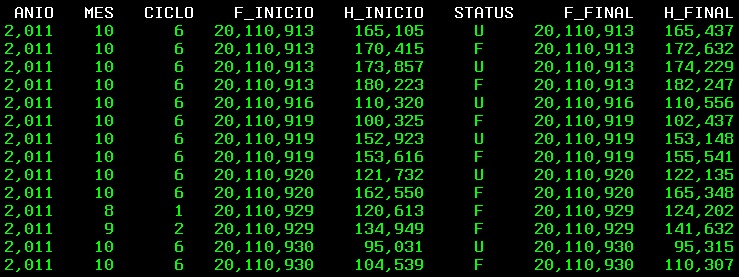 ANIO MES CICLO F_INICIO H_INICIO STATUS F_FINAL H_FINAL
2,011 10 6 20,110,913 165,105 U 20,110,913 165,437
2,011 10 6 20,110,913 170,415 F 20,110,913 172,632
2,011 10 6 20,110,913 173,857 U 20,110,913 174,229
2,011 10 6 20,110,913 180,223 F 20,110,913 182,247
2,011 10 6 20,110,916 110,320 U 20,110,916 110,556
2,011 10 6 20,110,919 100,325 F 20,110,919 102,437
2,011 10 6 20,110,919 152,923 U 20,110,919 153,148
2,011 10 6 20,110,919 153,616 F 20,110,919 155,541
2,011 10 6 20,110,920 121,732 U 20,110,920 122,135
2,011 10 6 20,110,920 162,550 F 20,110,920 165,348
2,011 8 1 20,110,929 120,613 F 20,110,929 124,202
2,011 9 2 20,110,929 134,949 F 20,110,929 141,632
2,011 10 6 20,110,930 95,031 U 20,110,930 95,315
2,011 10 6 20,110,930 104,539 F 20,110,930 110,307